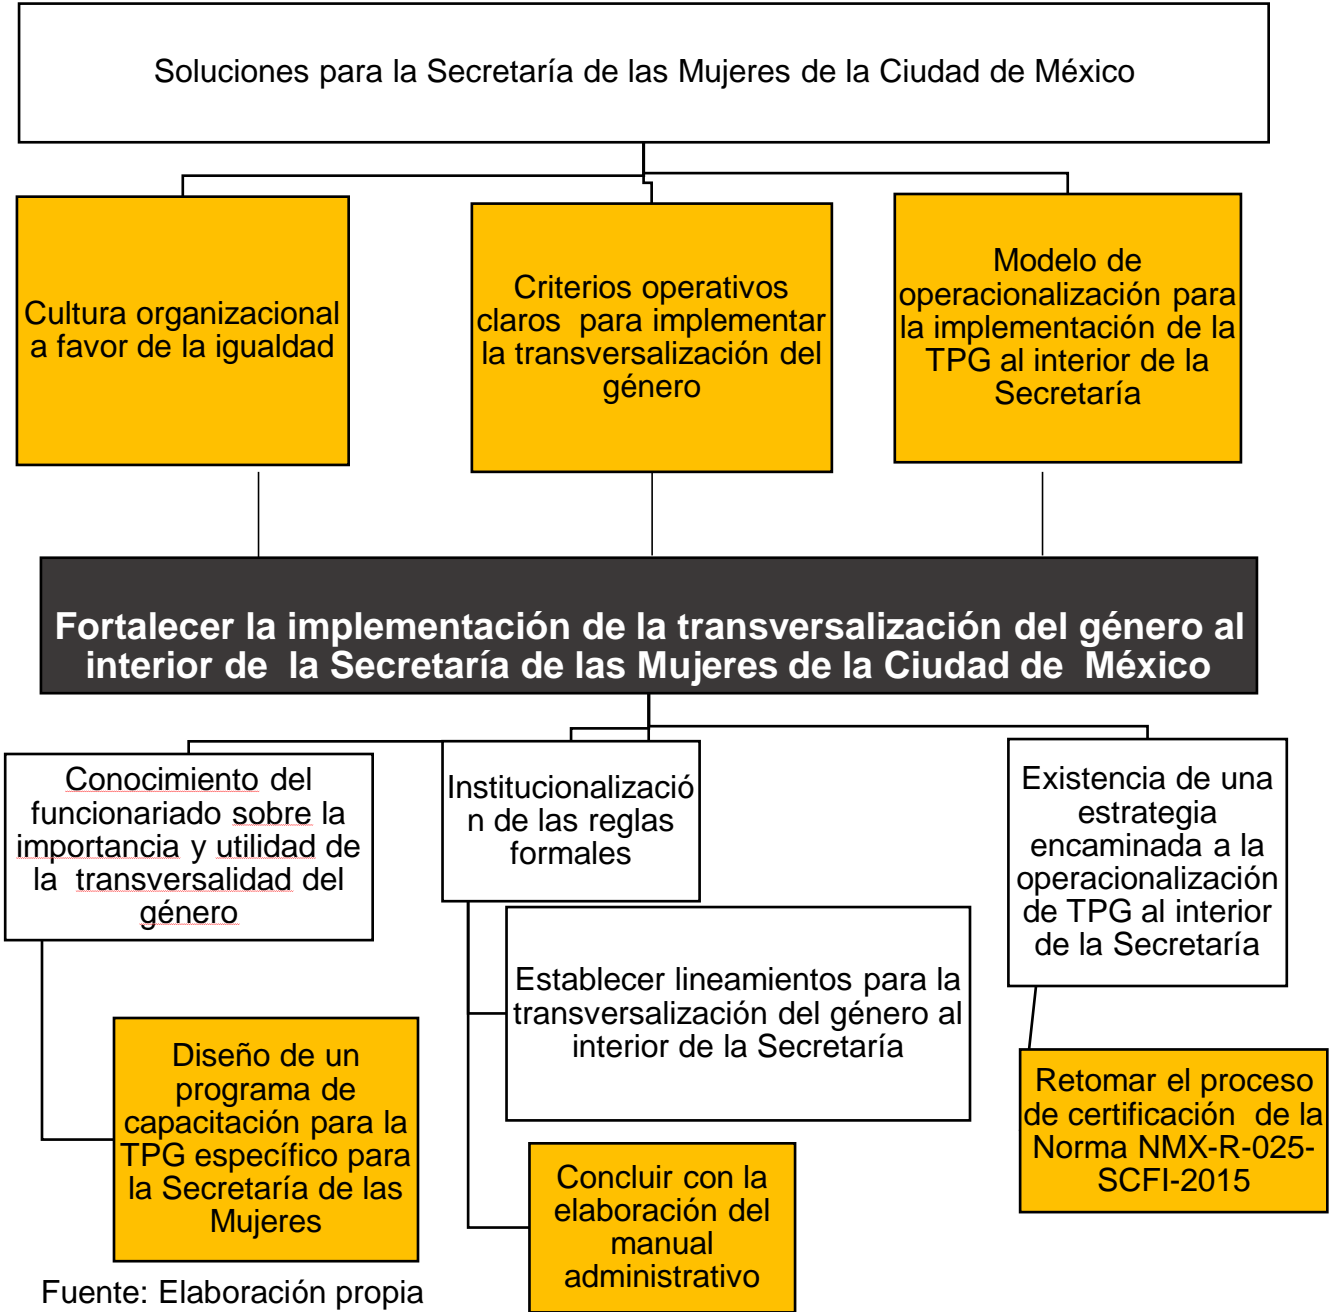 Soluciones para la Secretaría de las Mujeres de la Ciudad de México
Cultura organizacional
a favor de la igualdad
Criterios operativos
claros para implementar
la transversalización del
género
Modelo de
operacionalización para
la implementación de la
TPG al interior de la
Secretaría
Fortalecer la implementación de la transversalización del género al
interior de la Secretaría de las Mujeres de la Ciudad de México
Conocimiento del
funcionariado sobre la
importancia y utilidad de
la transversalidad del
género
Institucionalizació
n de las reglas
formales
Existencia de una
estrategia
encaminada a la
operacionalización
de TPG al interior
de la Secretaría
Diseño de un
programa de
capacitación para la
TPG específico para
la Secretaría de las
Mujeres
Establecer lineamientos para la
transversalización del género al
interior de la Secretaría
Concluir con la
elaboración del
manual
administrativo
Retomar el proceso
de certificación de la
Norma NMX-R-025-
SCFI-2015
Fuente: Elaboración propia